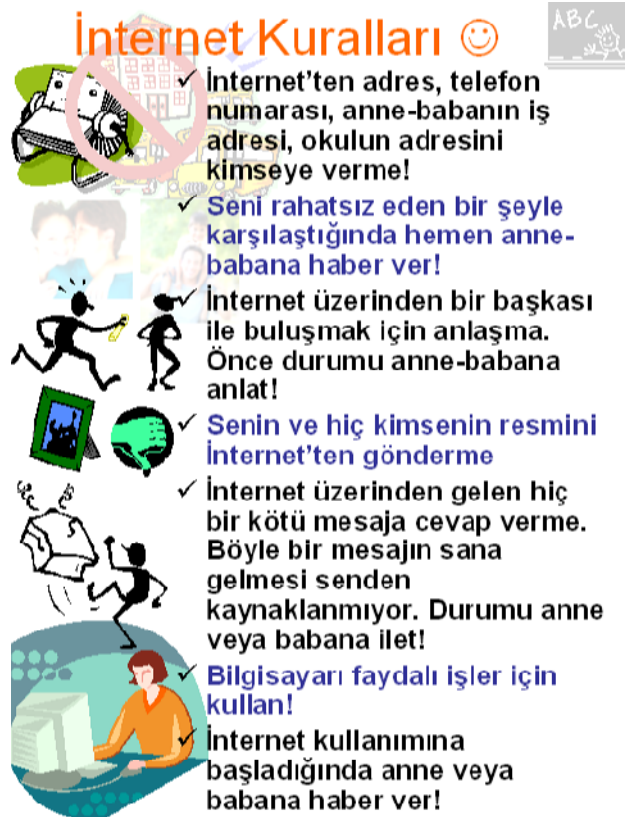 İnternet Kuralları ☺
ABC
✓ İnternet'ten adres, telefon
numarası, anne-babanın iş
adresi, okulun adresini
kimseye verme!
✓ Seni rahatsız eden bir şeyle
karşılaştığında hemen anne-
babana haber ver!
✓ İnternet üzerinden bir başkası
ile buluşmak için anlaşma.
Önce durumu anne-babana
anlat!
✓ Senin ve hiç kimsenin resmini
İnternet'ten gönderme
✓ İnternet üzerinden gelen hiç
bir kötü mesaja cevap verme.
Böyle bir mesajın sana
gelmesi senden
kaynaklanmıyor. Durumu anne
veya babana ilet!
✓ Bilgisayarı faydalı işler için
kullan!
✓ İnternet kullanımına
başladığında anne veya
babana haber ver!